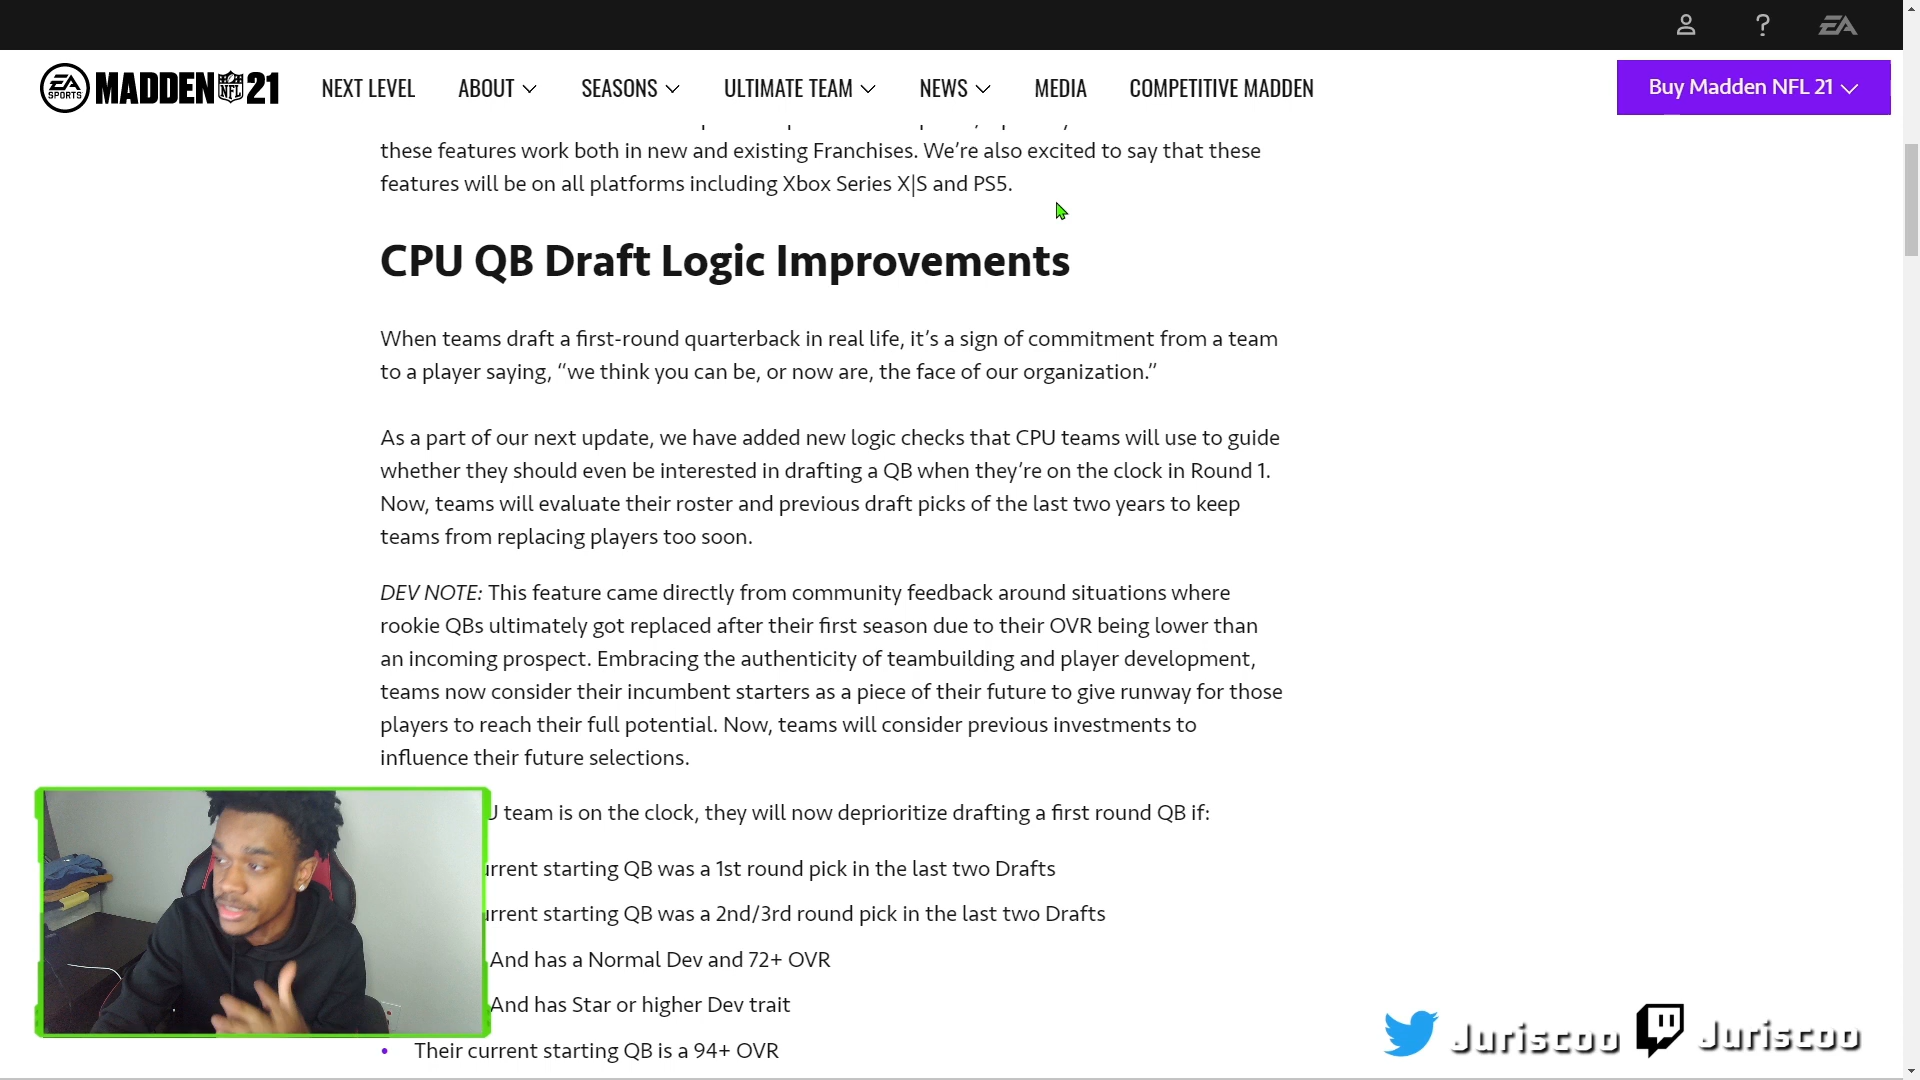 EA
EA SPORTS MADDEN NFL 21 NEXT LEVEL ABOUT SEASONS ULTIMATE TEAM NEWS MEDIA COMPETITIVE MADDEN Buy Madden NFL 21
these features work both in new and existing Franchises. We’re also excited to say that these
features will be on all platforms including Xbox Series X|S and PS5.
CPU QB Draft Logic Improvements
When teams draft a first-round quarterback in real life, it’s a sign of commitment from a team
to a player saying, “we think you can be, or now are, the face of our organization.”
As a part of our next update, we have added new logic checks that CPU teams will use to guide
whether they should even be interested in drafting a QB when they’re on the clock in Round 1.
Now, teams will evaluate their roster and previous draft picks of the last two years to keep
teams from replacing players too soon.
DEV NOTE: This feature came directly from community feedback around situations where
rookie QBs ultimately got replaced after their first season due to their OVR being lower than
an incoming prospect. Embracing the authenticity of teambuilding and player development,
teams now consider their incumbent starters as a piece of their future to give runway for those
players to reach their full potential. Now, teams will consider previous investments to
influence their future selections.
team is on the clock, they will now deprioritize drafting a first round QB if:
starting QB was a 1st round pick in the last two Drafts
starting QB was a 2nd/3rd round pick in the last two Drafts
And has a Normal Dev and 72+ OVR
And has Star or higher Dev trait
• Their current starting QB is a 94+ OVR
Juriscoo Juriscoo